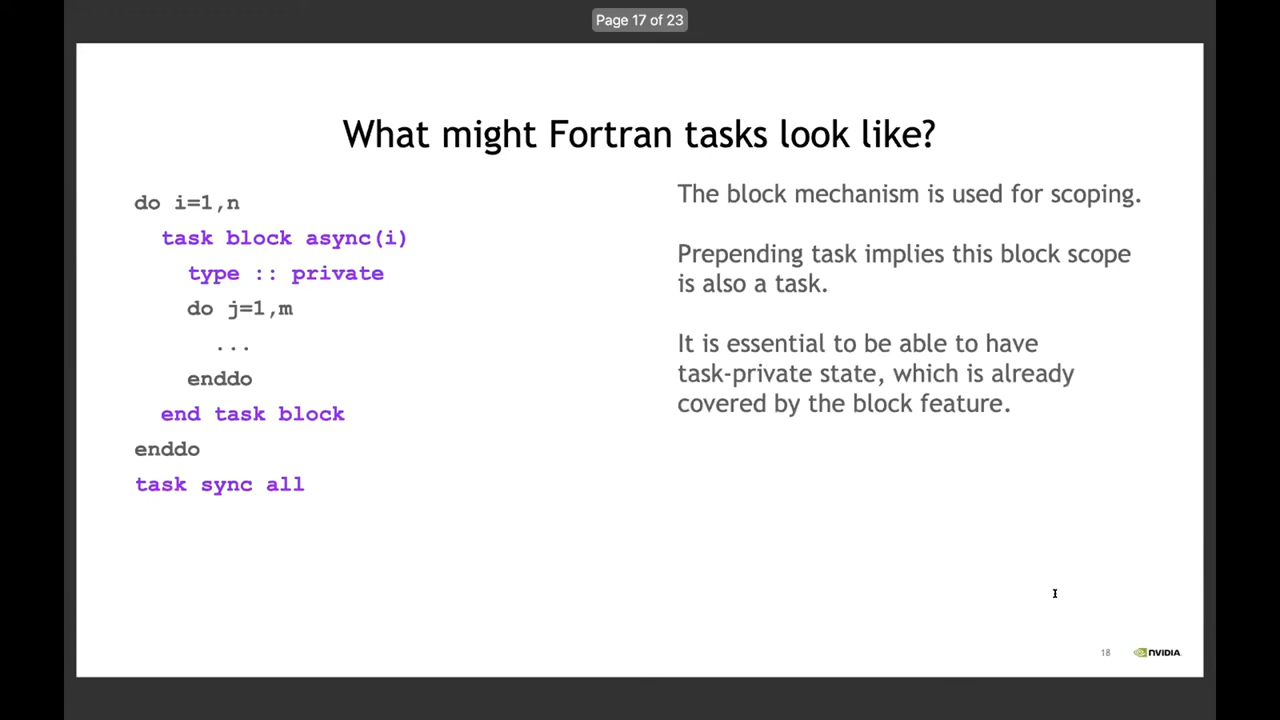 Page 17 of 23
What might Fortran tasks look like?
do i=1,n
task block async(i)
type :: private
do j=1,m
...
enddo
end task block
enddo
task sync all
The block mechanism is used for scoping.
Prepending task implies this block scope
is also a task.
It is essential to be able to have
task-private state, which is already
covered by the block feature.
18
NVIDIA.